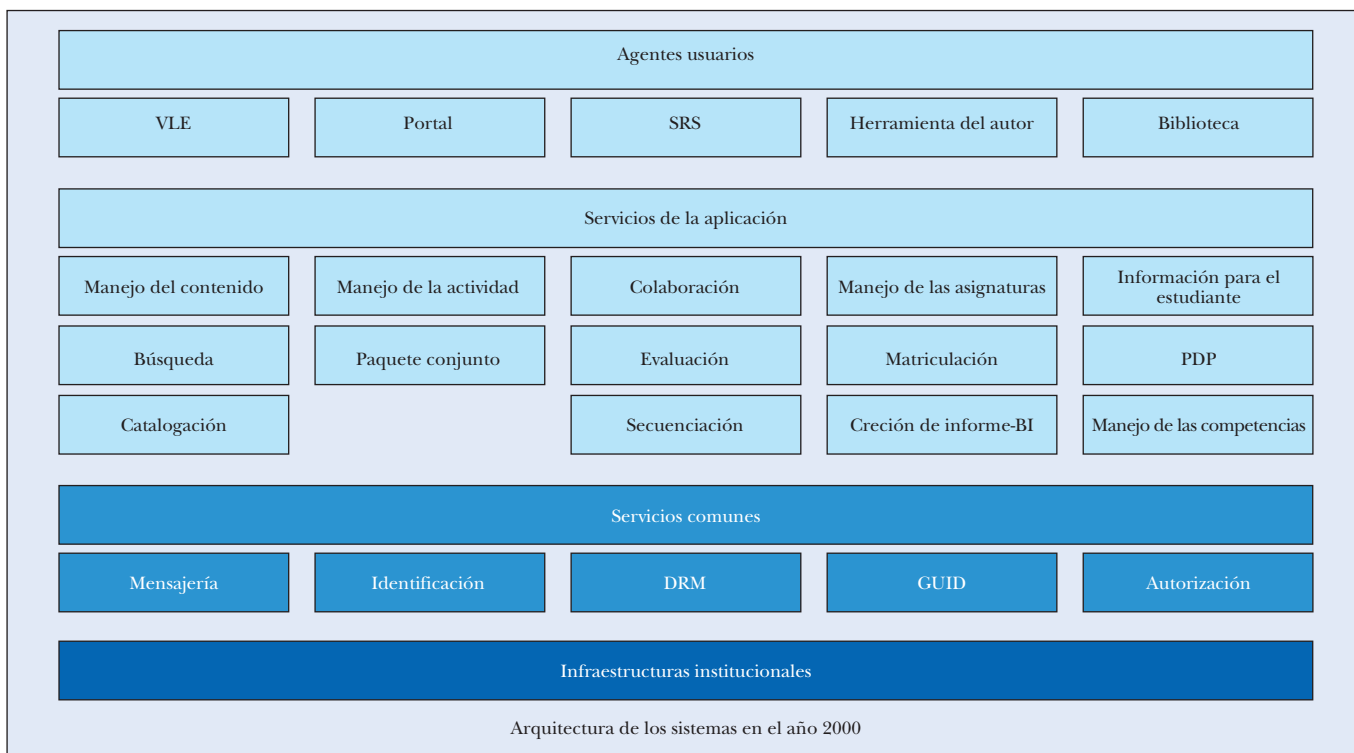 Agentes usuarios
VLE
Portal
SRS
Herramienta del autor
Biblioteca
Servicios de la aplicación
Manejo del contenido
Manejo de la actividad
Colaboración
Manejo de las asignaturas
Información para el
estudiante
Búsqueda
Paquete conjunto
Evaluación
Matriculación
PDP
Catalogación
Secuenciación
Creción de informe-BI
Manejo de las competencias
Servicios comunes
Mensajería
Identificación
DRM
GUID
Autorización
Infraestructuras institucionales
Arquitectura de los sistemas en el año 2000